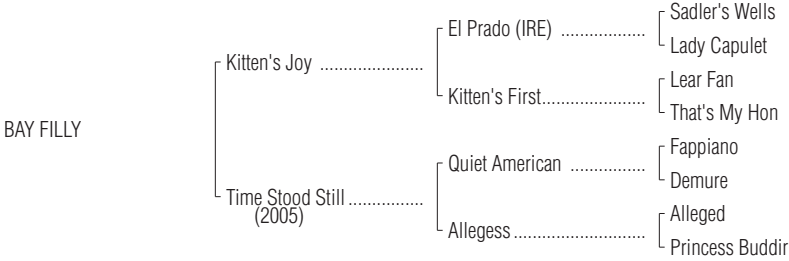 Sadler's Wells
El Prado (IRE) ..................
Lady Capulet
Kitten's Joy ......................
Lear Fan
Kitten's First......................
That's My Hon
BAY FILLY
Fappiano
Quiet American ................
Demure
Time Stood Still ................
(2005)
Alleged
Allegess............................
Princess Buddir